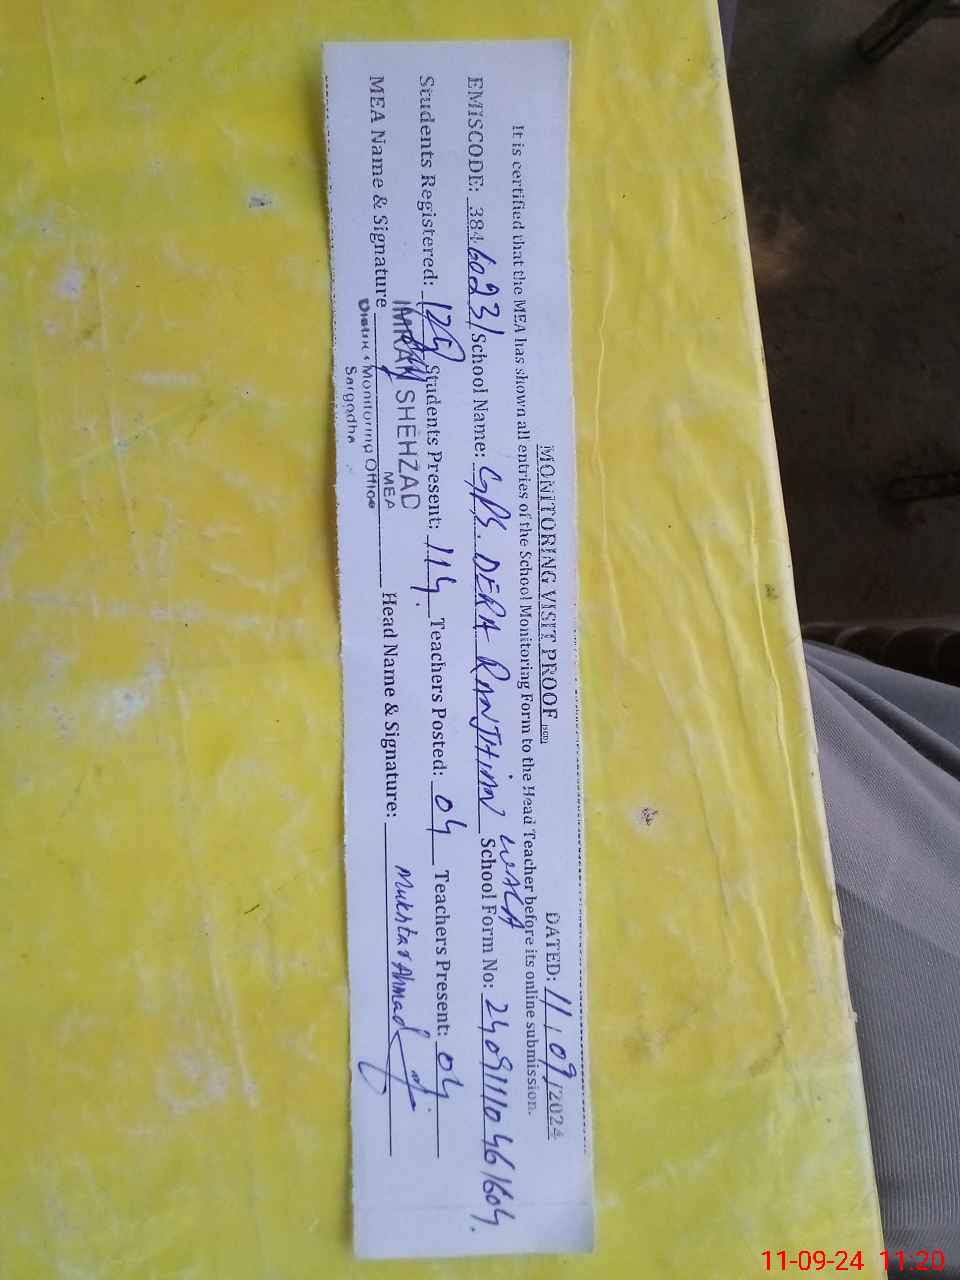 MONITORING VISIT PROOF (SED) DATED: 11/09/2024
It is certified that the MEA has shown all entries of the School Monitoring Form to the Head Teacher before its online submission.
EMISCODE: 38460231 School Name: GPS. DERA RANJHIAN WALA School Form No:
Students Registered: Students Present: 114. Teachers Posted: 04 Teachers Present: 04.
MEA Name & Signature Head Name & Signature: Mukhtar Ahmad
IMRAN SHEHZAD
MEA
District Monitoring Office
Sargodha
11-09-24 11:20